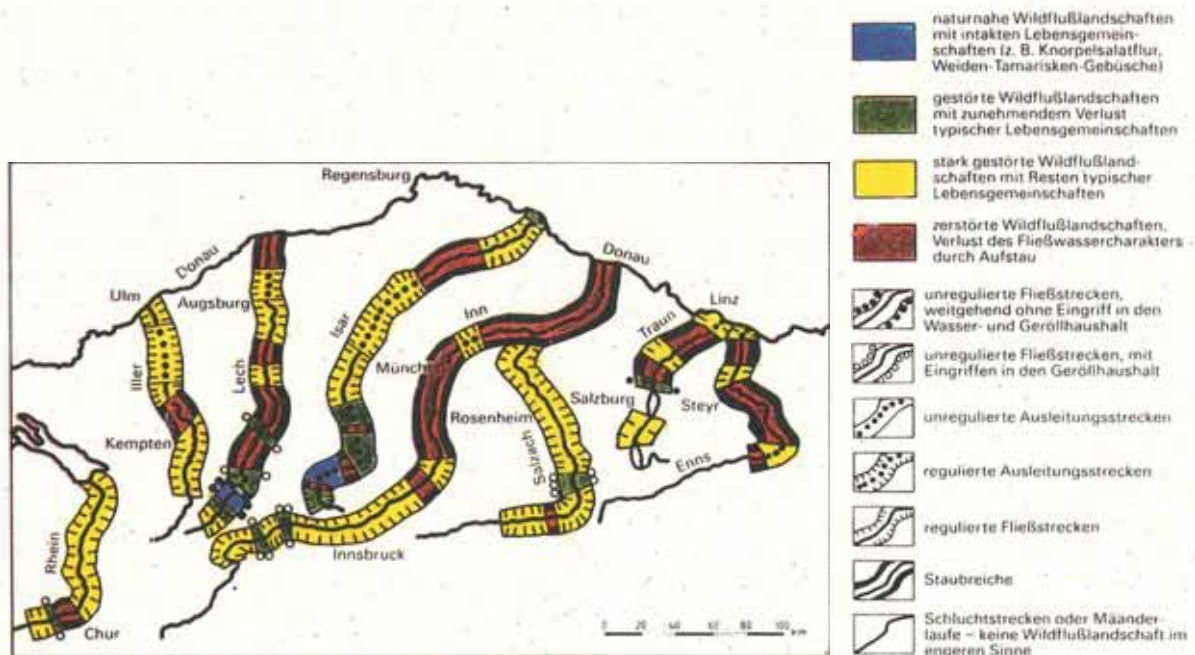 naturnahe Wildflußlandschaften
mit intakten Lebensgemein-
schaften (z. B. Knorpelsalatflur,
Weiden-Tamarisken-Gebüsche)
gestörte Wildflußlandschaften
mit zunehmendem Verlust
typischer Lebensgemeinschaften
stark gestörte Wildflußland-
schaften mit Resten typischer
Lebensgemeinschaften
zerstörte Wildflußlandschaften,
Verlust des Fließwassercharakters
durch Aufstau
unregulierte Fließstrecken,
weitgehend ohne Eingriff in den
Wasser- und Geröllhaushalt
unregulierte Fließstrecken, mit
Eingriffen in den Geröllhaushalt
unregulierte Ausleitungsstrecken
regulierte Ausleitungsstrecken
regulierte Fließstrecken
Staubreiche
Schluchtstrecken oder Mäander-
laufe – keine Wildflußlandschaft im
engeren Sinne
Regensburg
Donau
Donau
Ulm
Augsburg
Linz
Inn
Isar
Traun
Lech
Iller
München
Salzburg
Steyr
Rosenheim
Kempten
Salzach
Enns
Rhein
Innsbruck
Chur
0 20 40 60 80 100 km